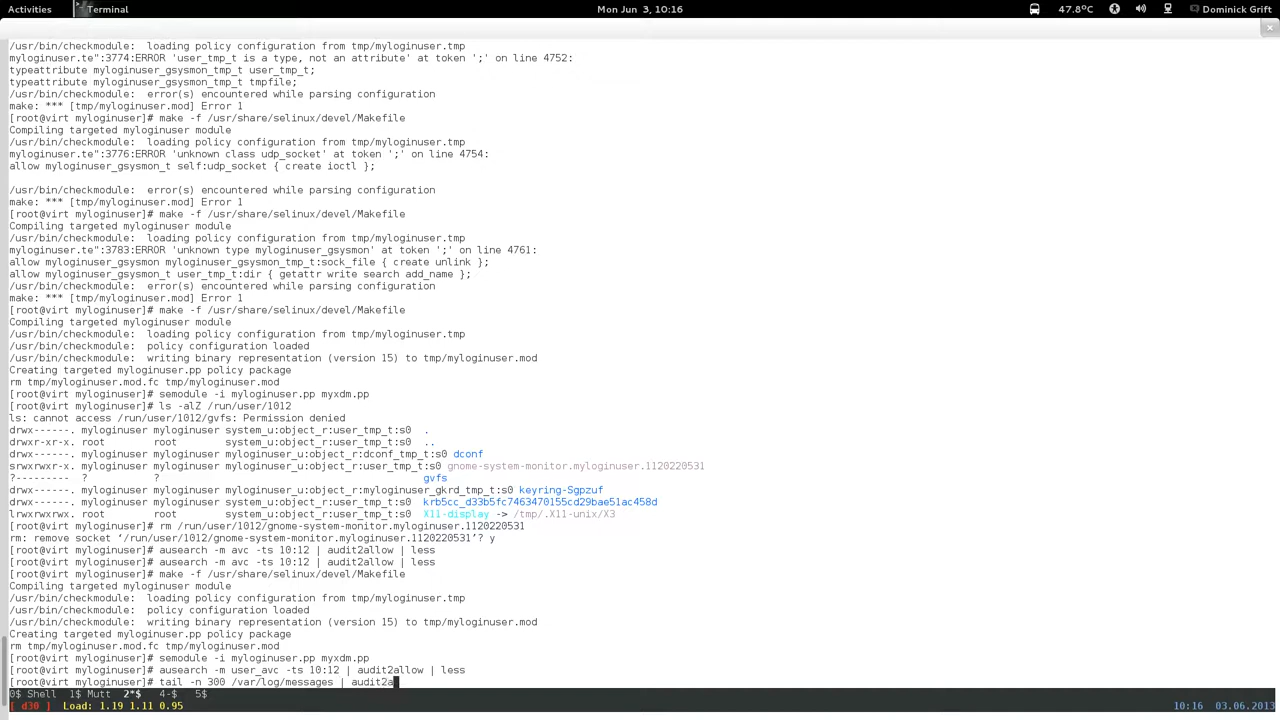 Activities Terminal Mon Jun 3, 10:16 47.8°C Dominick Grift
/usr/bin/checkmodule:  loading policy configuration from tmp/myloginuser.tmp
myloginuser.te":3774:ERROR 'user_tmp_t is a type, not an attribute' at token ';' on line 4752:
typeattribute myloginuser_gsysmon_tmp_t user_tmp_t;
typeattribute myloginuser_gsysmon_tmp_t tmpfile;
/usr/bin/checkmodule:  error(s) encountered while parsing configuration
make: *** [tmp/myloginuser.mod] Error 1
[root@virt myloginuser]# make -f /usr/share/selinux/devel/Makefile
Compiling targeted myloginuser module
/usr/bin/checkmodule:  loading policy configuration from tmp/myloginuser.tmp
myloginuser.te":3776:ERROR 'unknown class udp_socket' at token ';' on line 4754:
allow myloginuser_gsysmon_t self:udp_socket { create ioctl };
/usr/bin/checkmodule:  error(s) encountered while parsing configuration
make: *** [tmp/myloginuser.mod] Error 1
[root@virt myloginuser]# make -f /usr/share/selinux/devel/Makefile
Compiling targeted myloginuser module
/usr/bin/checkmodule:  loading policy configuration from tmp/myloginuser.tmp
myloginuser.te":3783:ERROR 'unknown type myloginuser_gsysmon' at token ';' on line 4761:
allow myloginuser_gsysmon myloginuser_gsysmon_tmp_t:sock_file { create unlink };
allow myloginuser_gsysmon_t user_tmp_t:dir { getattr write search add_name };
/usr/bin/checkmodule:  error(s) encountered while parsing configuration
make: *** [tmp/myloginuser.mod] Error 1
[root@virt myloginuser]# make -f /usr/share/selinux/devel/Makefile
Compiling targeted myloginuser module
/usr/bin/checkmodule:  loading policy configuration from tmp/myloginuser.tmp
/usr/bin/checkmodule:  policy configuration loaded
/usr/bin/checkmodule:  writing binary representation (version 15) to tmp/myloginuser.mod
Creating targeted myloginuser.pp policy package
rm tmp/myloginuser.mod.fc tmp/myloginuser.mod
[root@virt myloginuser]# semodule -i myloginuser.pp myxdm.pp
[root@virt myloginuser]# ls -alZ /run/user/1012
ls: cannot access /run/user/1012/gvfs: Permission denied
drwx------. myloginuser myloginuser system_u:object_r:user_tmp_t:s0  .
drwxr-xr-x. root        root        system_u:object_r:user_tmp_t:s0  ..
drwx------. myloginuser myloginuser myloginuser_u:object_r:dconf_tmp_t:s0 dconf
srwxrwxr-x. myloginuser myloginuser myloginuser_u:object_r:user_tmp_t:s0 gnome-system-monitor.myloginuser.1120220531
?--------- ?           ?                                gvfs
drwx------. myloginuser myloginuser myloginuser_u:object_r:myloginuser_gkrd_tmp_t:s0 keyring-Sgpzuf
drwx------. myloginuser myloginuser system_u:object_r:user_tmp_t:s0  krb5cc_d33b5fc7463470155cd29bae51ac458d
lrwxrwxrwx. root        root        system_u:object_r:user_tmp_t:s0  X11-display -> /tmp/.X11-unix/X3
[root@virt myloginuser]# rm /run/user/1012/gnome-system-monitor.myloginuser.1120220531
rm: remove socket ‘/run/user/1012/gnome-system-monitor.myloginuser.1120220531’? y
[root@virt myloginuser]# ausearch -m avc -ts 10:12 | audit2allow | less
[root@virt myloginuser]# ausearch -m avc -ts 10:12 | audit2allow | less
[root@virt myloginuser]# make -f /usr/share/selinux/devel/Makefile
Compiling targeted myloginuser module
/usr/bin/checkmodule:  loading policy configuration from tmp/myloginuser.tmp
/usr/bin/checkmodule:  policy configuration loaded
/usr/bin/checkmodule:  writing binary representation (version 15) to tmp/myloginuser.mod
Creating targeted myloginuser.pp policy package
rm tmp/myloginuser.mod.fc tmp/myloginuser.mod
[root@virt myloginuser]# semodule -i myloginuser.pp myxdm.pp
[root@virt myloginuser]# ausearch -m user_avc -ts 10:12 | audit2allow | less
[root@virt myloginuser]# tail -n 300 /var/log/messages | audit2a
0$ Shell  1$ Mutt  2*$  4-$  5$
[ d30 ] Load: 1.19 1.11 0.95 10:16 03.06.2013